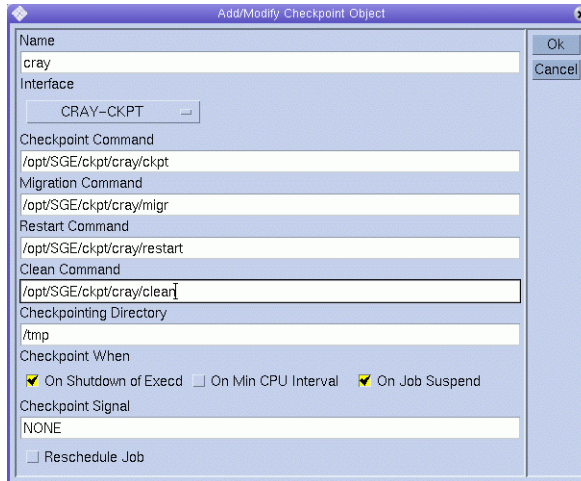 Add/Modify Checkpoint Object
Name
Ok
cray
Cancel
Interface
CRAY-CKPT
Checkpoint Command
/opt/SGE/ckpt/cray/ckpt
Migration Command
/opt/SGE/ckpt/cray/migr
Restart Command
/opt/SGE/ckpt/cray/restart
Clean Command
/opt/SGE/ckpt/cray/clean
Checkpointing Directory
/tmp
Checkpoint When
On Shutdown of Execd On Min CPU Interval On Job Suspend
Checkpoint Signal
NONE
Reschedule Job